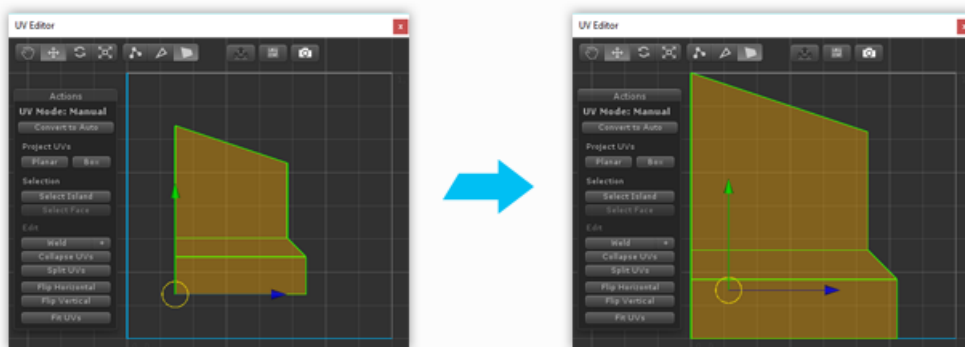 UV Editor
x
Actions
UV Mode: Manual
Convert to Auto
Project UVs
Planar Box
Selection
Select Island
Select Face
Edit
Weld +
Collapse UVs
Split UVs
Flip Horizontal
Flip Vertical
Fit UVs
UV Editor
x
Actions
UV Mode: Manual
Convert to Auto
Project UVs
Planar Box
Selection
Select Island
Select Face
Edit
Weld +
Collapse UVs
Split UVs
Flip Horizontal
Flip Vertical
Fit UVs